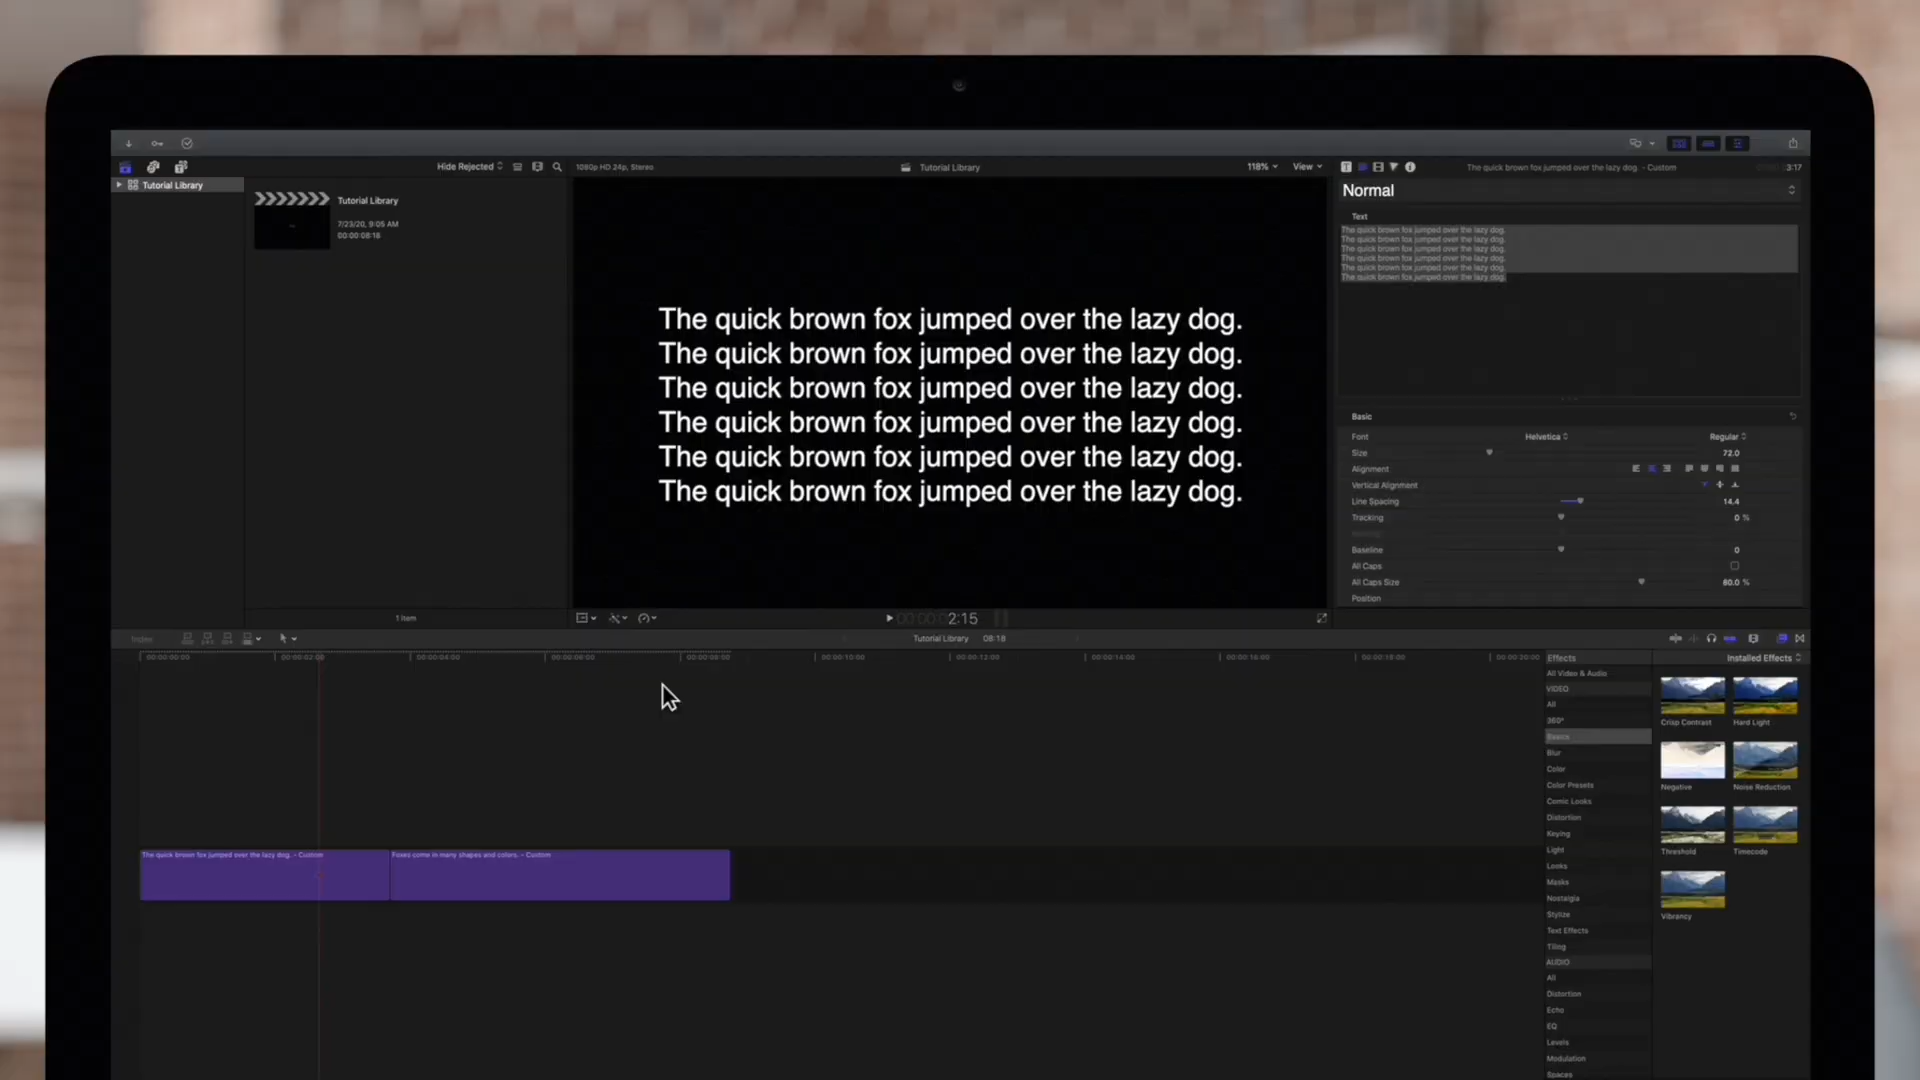 Hide Rejected
1080p HD 24p, Stereo
Tutorial Library
118%
View
The quick brown fox jumped over the lazy dog. - Custom
3:17
Tutorial Library
Tutorial Library
7/23/20, 9:05 AM
00:00:08:18
1 item
The quick brown fox jumped over the lazy dog.
The quick brown fox jumped over the lazy dog.
The quick brown fox jumped over the lazy dog.
The quick brown fox jumped over the lazy dog.
The quick brown fox jumped over the lazy dog.
The quick brown fox jumped over the lazy dog.
00:00:00 2:15
Normal
Text
The quick brown fox jumped over the lazy dog.
The quick brown fox jumped over the lazy dog.
The quick brown fox jumped over the lazy dog.
The quick brown fox jumped over the lazy dog.
The quick brown fox jumped over the lazy dog.
The quick brown fox jumped over the lazy dog.
Basic
Font Helvetica Regular
Size 72.0
Alignment
Vertical Alignment
Line Spacing 14.4
Tracking 0 %
Baseline 0
All Caps
All Caps Size 80.0 %
Position
Index
Tutorial Library 08:18
00:00:00:00 00:00:02:00 00:00:04:00 00:00:06:00 00:00:08:00 00:00:10:00 00:00:12:00 00:00:14:00 00:00:16:00 00:00:18:00 00:00:20:00
The quick brown fox jumped over the lazy dog. - Custom
Foxes come in many shapes and colors. - Custom
Effects
Installed Effects
All Video & Audio
VIDEO
All
360°
Basics
Blur
Color
Color Presets
Comic Looks
Distortion
Keying
Light
Looks
Masks
Nostalgia
Stylize
Text Effects
Tiling
AUDIO
All
Distortion
Echo
EQ
Levels
Modulation
Spaces
Crisp Contrast
Hard Light
Negative
Noise Reduction
Threshold
Timecode
Vibrancy